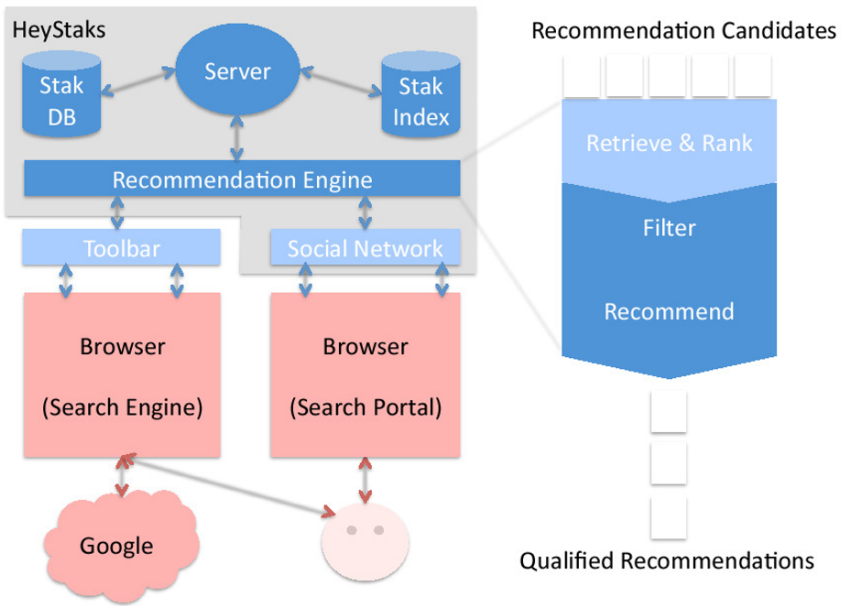 HeyStaks
Stak
DB
Server
Stak
Index
Recommendation Engine
Toolbar
Social Network
Browser
(Search Engine)
Browser
(Search Portal)
Google
Recommendation Candidates
Retrieve & Rank
Filter
Recommend
Qualified Recommendations